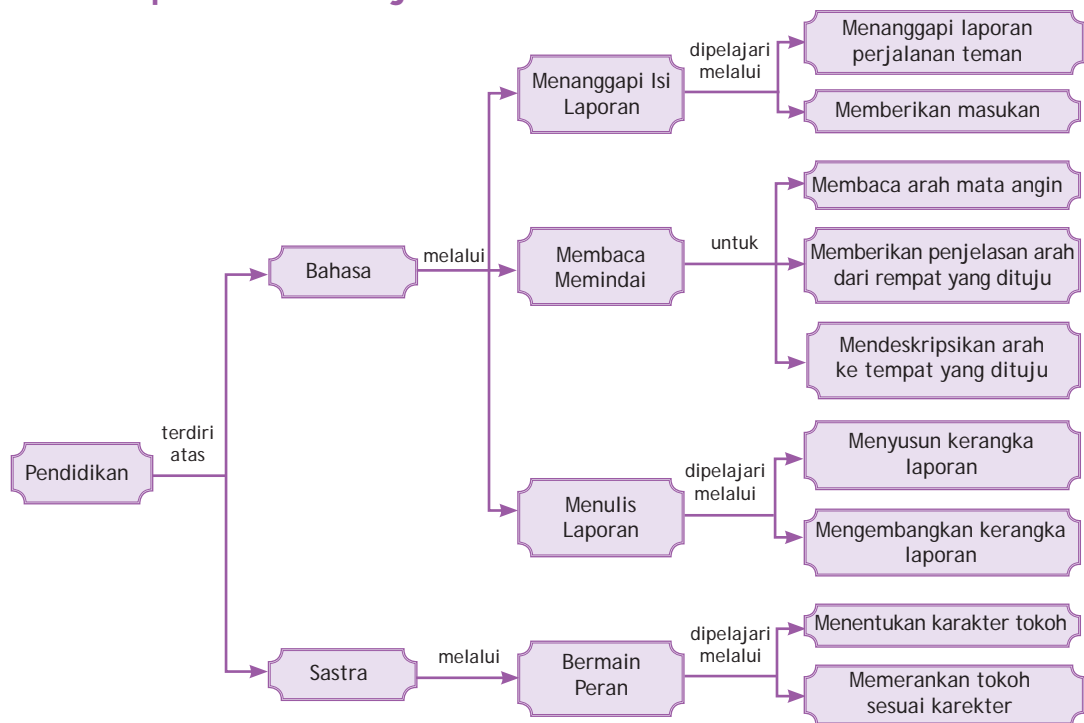 Menanggapi laporan
perjalanan teman
dipelajari
melalui
Menanggapi Isi
Laporan
Memberikan masukan
Membaca arah mata angin
untuk
Membaca
Memindai
melalui
Bahasa
Memberikan penjelasan arah
dari rempat yang dituju
Mendeskripsikan arah
ke tempat yang dituju
terdiri
atas
Pendidikan
Menyusun kerangka
laporan
dipelajari
melalui
Menulis
Laporan
Mengembangkan kerangka
laporan
Menentukan karakter tokoh
dipelajari
melalui
Sastra
melalui
Bermain
Peran
Memerankan tokoh
sesuai karekter